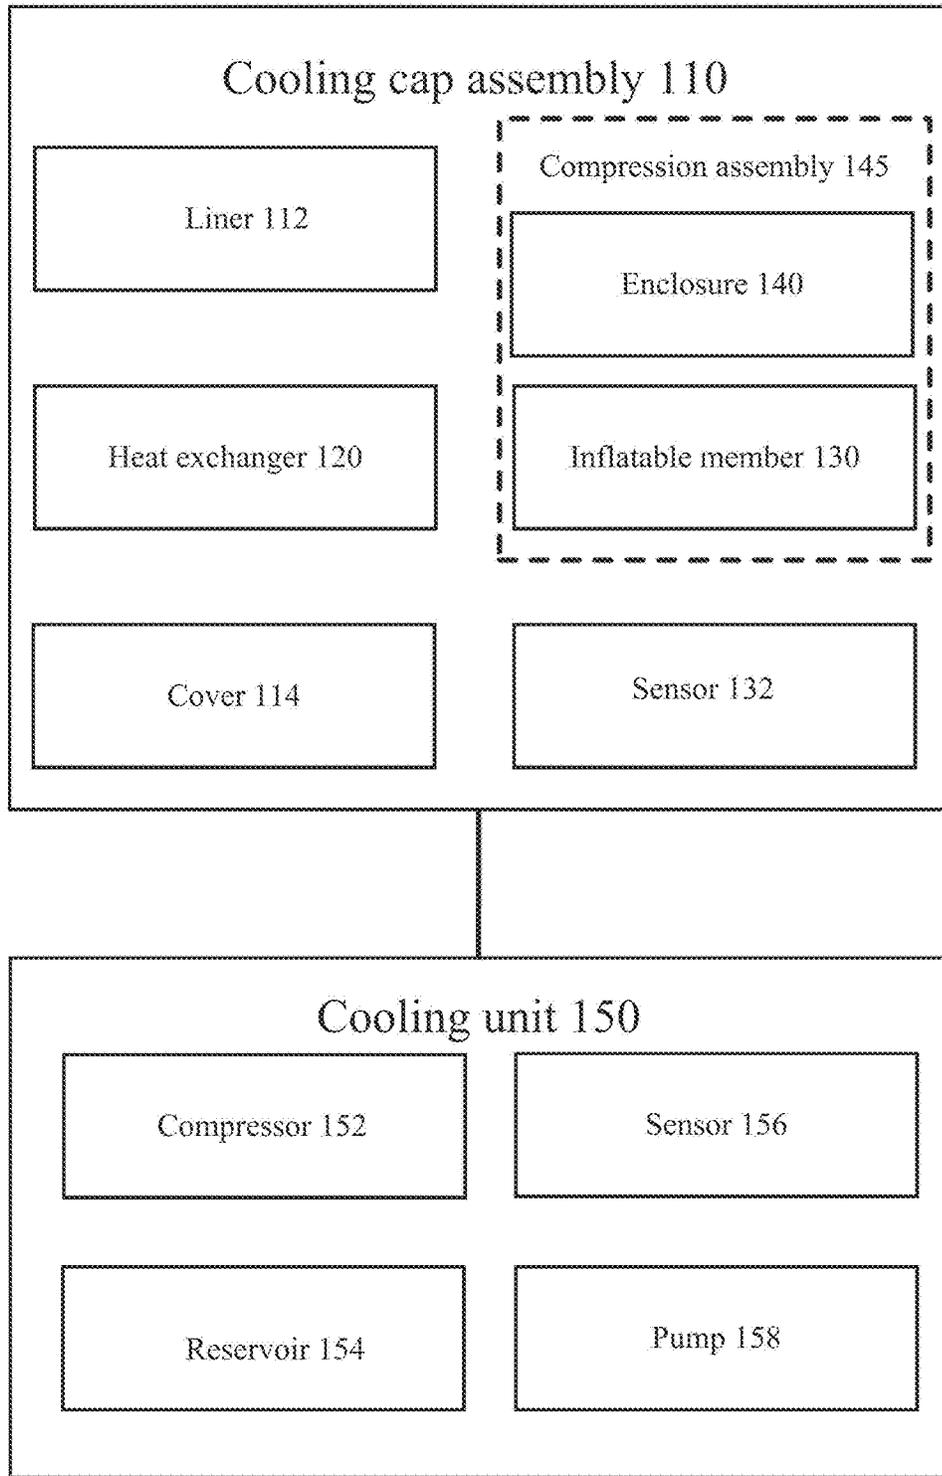 Cooling cap assembly 110
Liner 112
Compression assembly 145
Enclosure 140
Heat exchanger 120
Inflatable member 130
Cover 114
Sensor 132
Cooling unit 150
Compressor 152
Sensor 156
Reservoir 154
Pump 158